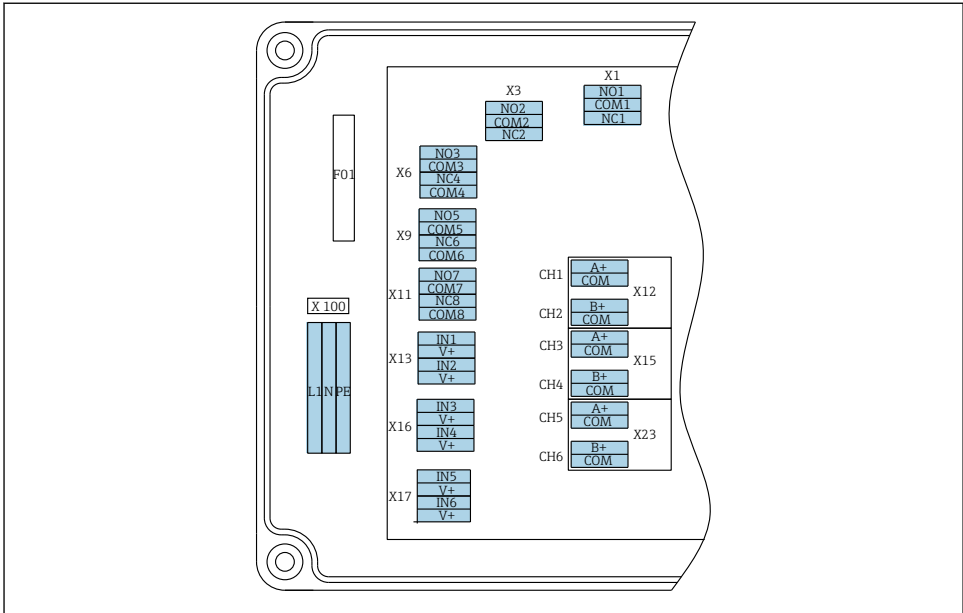 X1
NO1
COM1
NC1
X3
NO2
COM2
NC2
X6
NO3
COM3
NC4
COM4
F01
X9
NO5
COM5
NC6
COM6
X11
NO7
COM7
NC8
COM8
X 100
L1 N PE
X13
IN1
V+
IN2
V+
X16
IN3
V+
IN4
V+
X17
IN5
V+
IN6
V+
CH1
A+
COM
X12
CH2
B+
COM
CH3
A+
COM
X15
CH4
B+
COM
CH5
A+
COM
X23
CH6
B+
COM